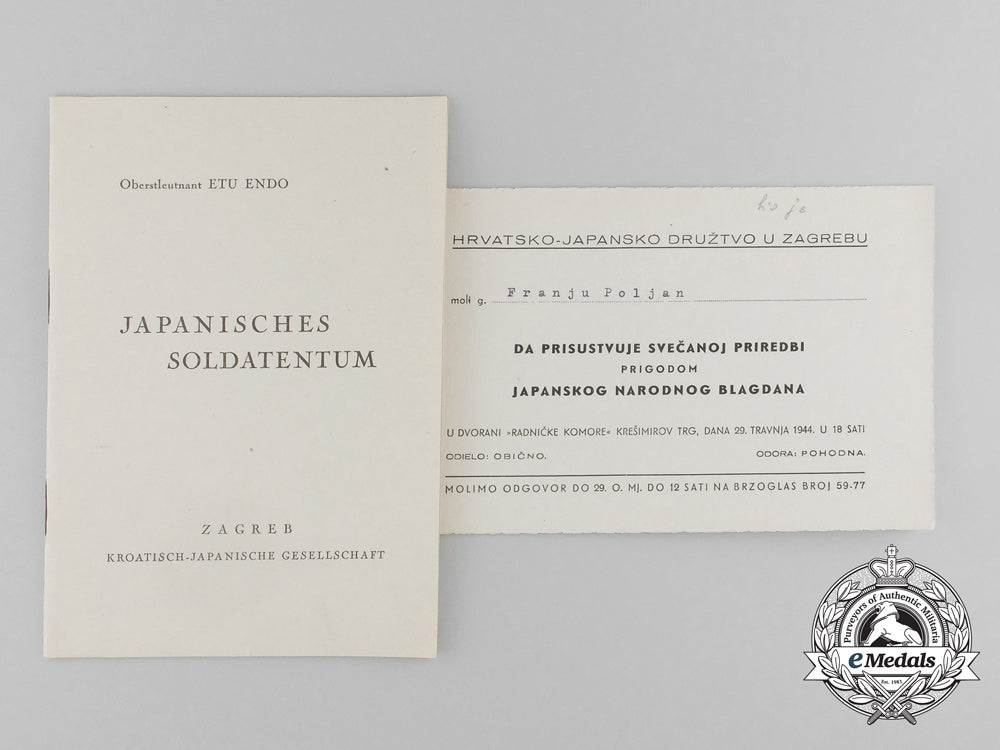 Oberstleutnant ETU ENDO
JAPANISCHES
SOLDATENTUM
ZAGREB
KROATISCH-JAPANISCHE GESELLSCHAFT
HRVATSKO-JAPANSKO DRUŽTVO U ZAGREBU
moli g. Franju Poljan
DA PRISUSTVUJE SVEČANOJ PRIREDBI
PRIGODOM
JAPANSKOG NARODNOG BLAGDANA
U DVORANI »RADNIČKE KOMORE« KREŠIMIROV TRG, DANA 29. TRAVNJA 1944. U 18 SATI
ODIELO: OBIČNO. ODORA: POHODNA.
MOLIMO ODGOVOR DO 29. O. MJ. DO 12 SATI NA BRZOGLAS BROJ 59-77
Purveyors of Authentic Militaria
eMedals
Est. 1981